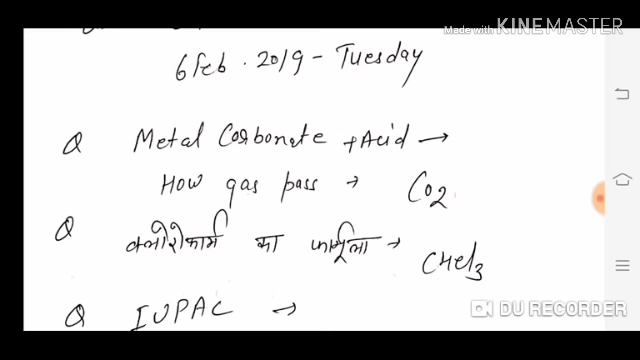 Made with KINEMASTER
6 Feb. 2019 - Tuesday
Q Metal Carbonate + Acid →
How gas pass → CO2
Q क्लोरोफार्म का फार्मूला → CHCl3
Q IUPAC →
DU RECORDER